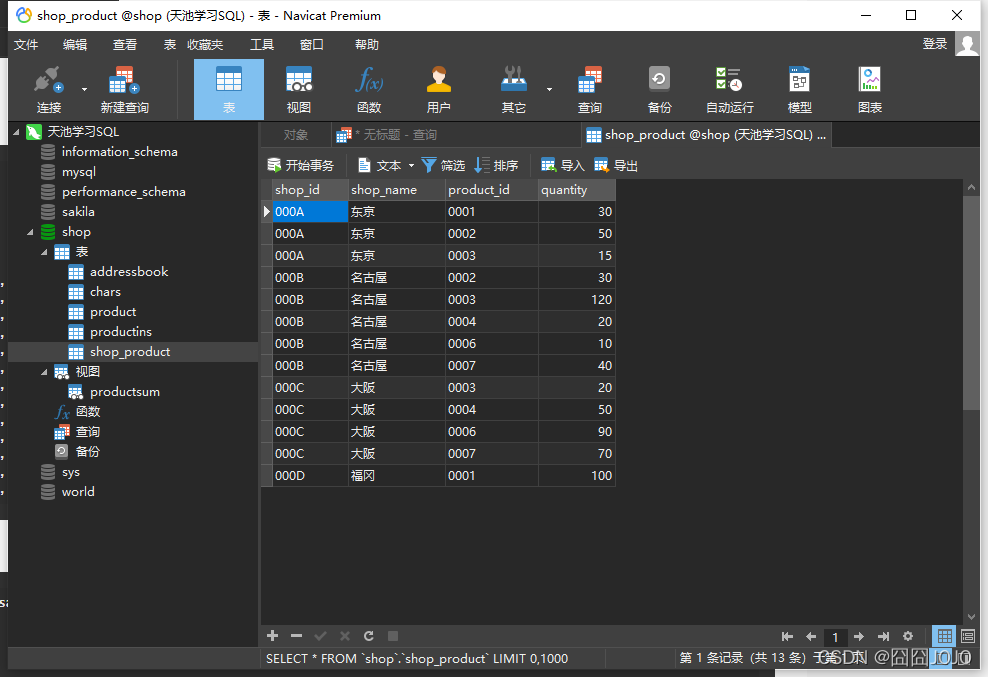 shop_product @shop (天池学习SQL) - 表 - Navicat Premium
文件 编辑 查看 表 收藏夹 工具 窗口 帮助 登录
连接 新建查询 表 视图 函数 用户 其它 查询 备份 自动运行 模型 图表
天池学习SQL
information_schema
mysql
performance_schema
sakila
shop
表
addressbook
chars
product
productins
shop_product
视图
productsum
函数
查询
备份
sys
world
对象 * 无标题 - 查询 shop_product @shop (天池学习SQL) ...
开始事务 文本 筛选 排序 导入 导出
shop_id shop_name product_id quantity
000A 东京 0001 30
000A 东京 0002 50
000A 东京 0003 15
000B 名古屋 0002 30
000B 名古屋 0003 120
000B 名古屋 0004 20
000B 名古屋 0006 10
000B 名古屋 0007 40
000C 大阪 0003 20
000C 大阪 0004 50
000C 大阪 0006 90
000C 大阪 0007 70
000D 福冈 0001 100
1
SELECT * FROM `shop`.`shop_product` LIMIT 0,1000
第 1 条记录（共 13 条）于第 1 页
CSDN @囧囧JOJO